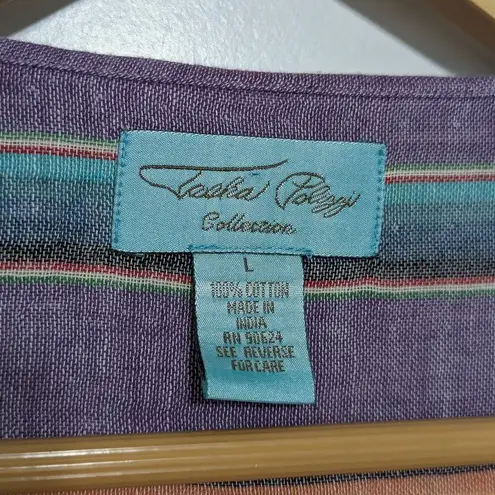 Tasha Polizzi
Collection
L
100% COTTON
MADE IN
INDIA
RN 90624
SEE REVERSE
FOR CARE